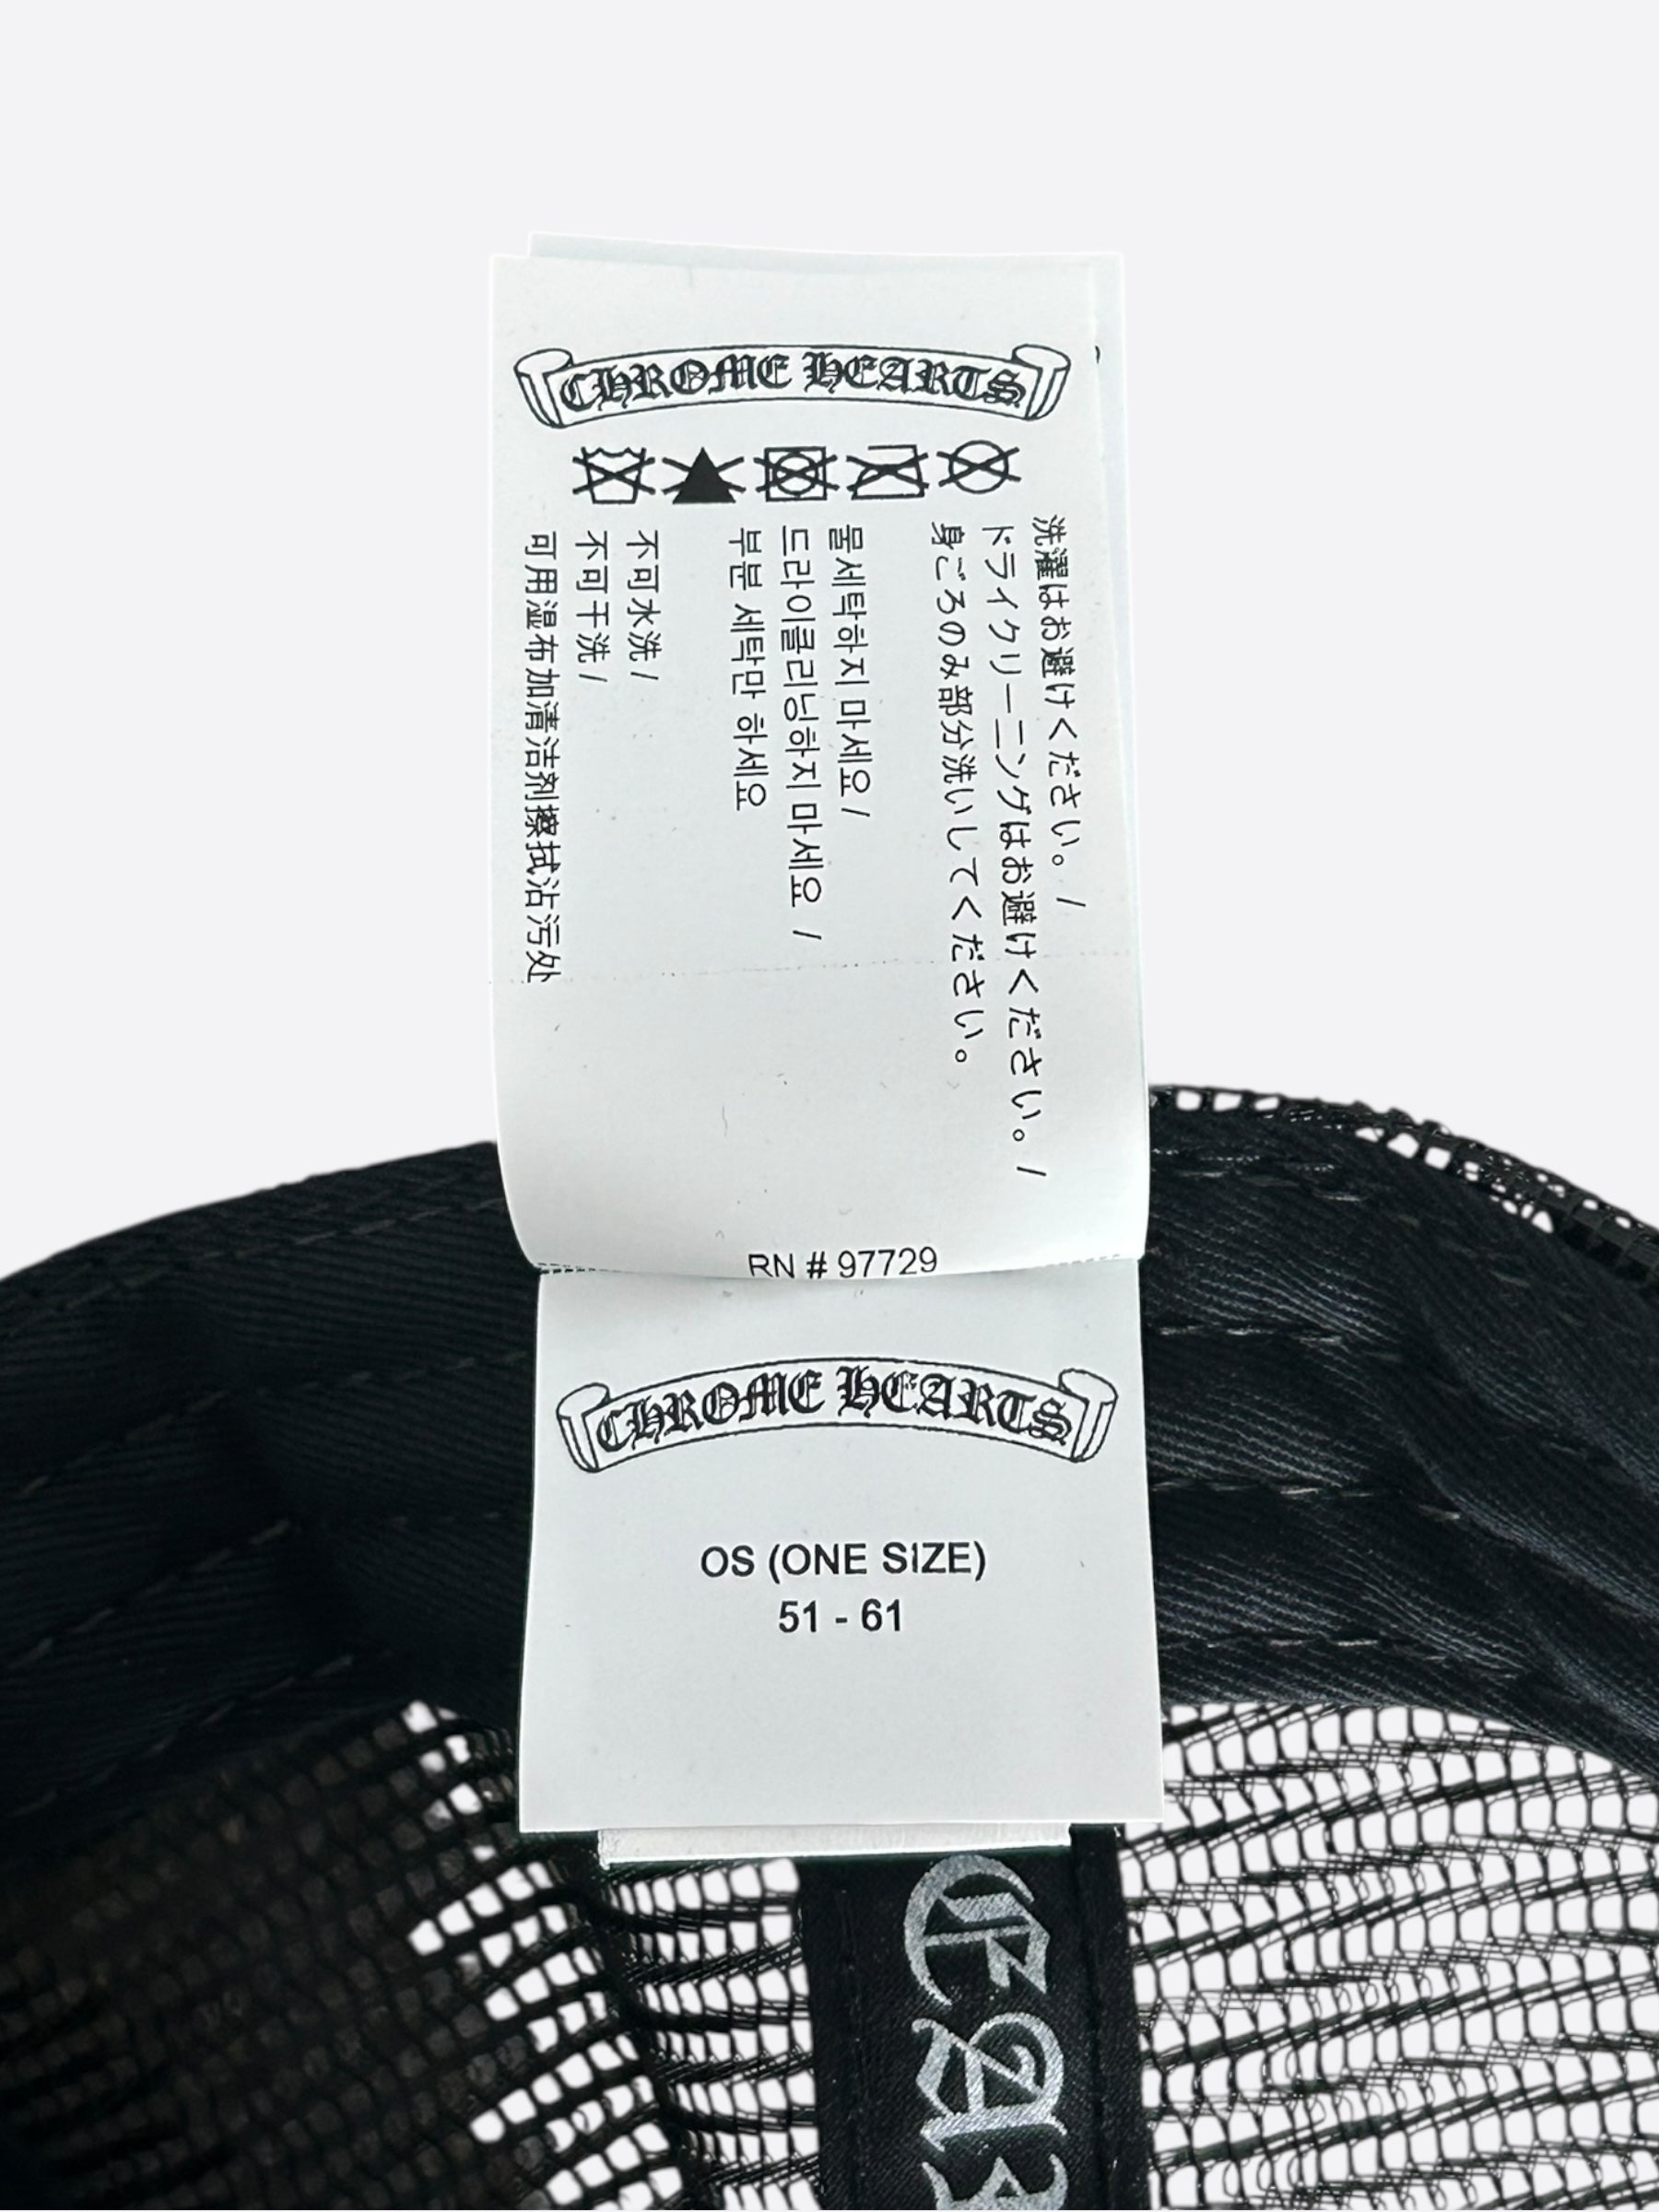 CHROME HEARTS
洗濯はお避けください。/
ドライクリーニングはお避けください。/
身ごろのみ部分洗いしてください。
물세탁하지 마세요 /
드라이클리닝하지 마세요 /
부분 세탁만 하세요
不可水洗 /
不可干洗 /
可用湿布加清洁剂擦拭沾污处
RN # 97729
CHROME HEARTS
OS (ONE SIZE)
51 - 61